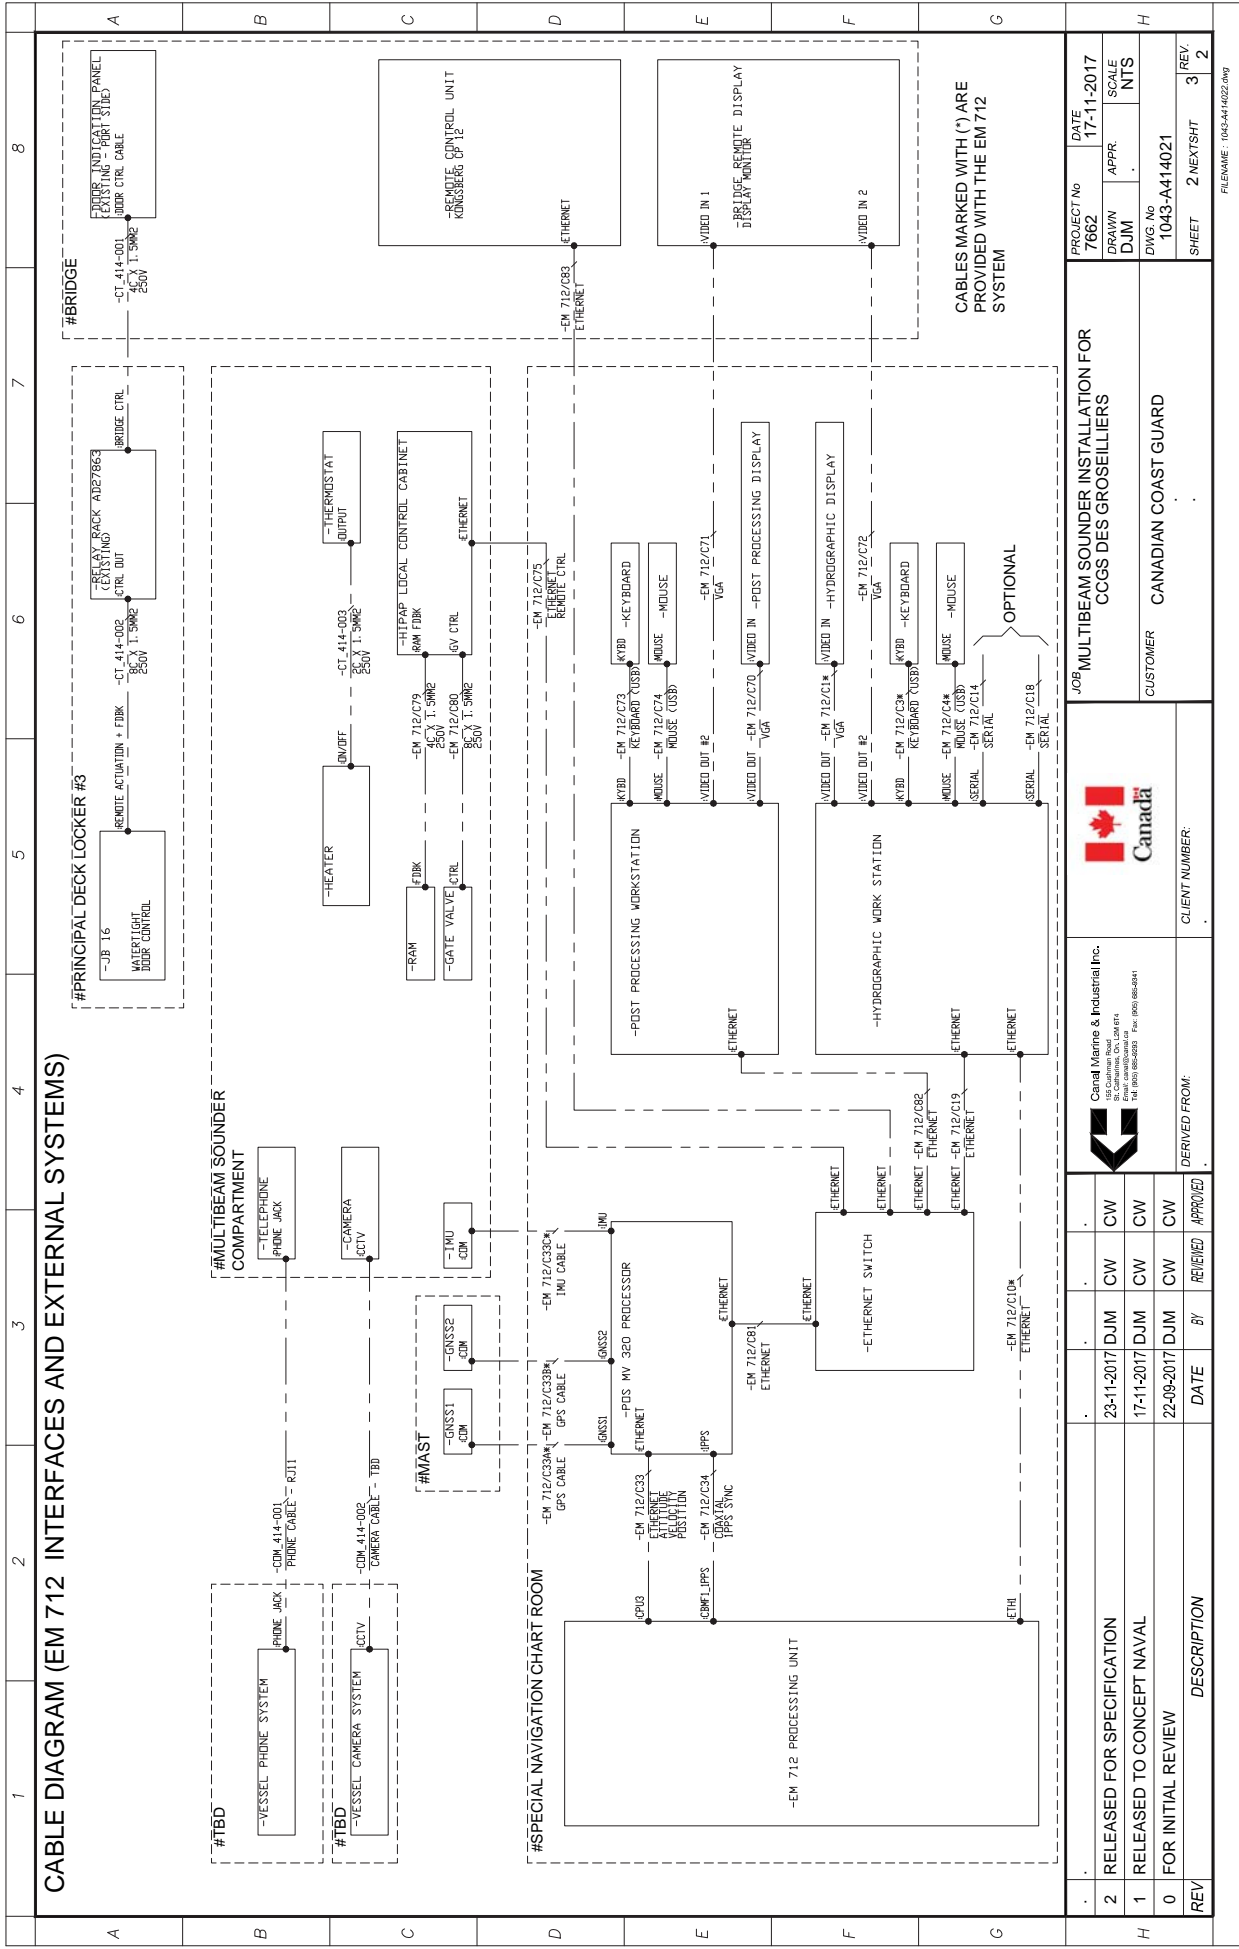 1 2 3 4 5 6 7 8
A
B
C
D
E
F
G
H
CABLE DIAGRAM (EM 712 INTERFACES AND EXTERNAL SYSTEMS)
#PRINCIPAL DECK LOCKER #3
-JB 16
WATERTIGHT
DOOR CONTROL
:REMOTE ACTUATION + FDBK
-CT_414-002
8C X 1.5MM2
250V
-RELAY RACK AD27863
(EXISTING)
:CTRL OUT
:BRIDGE CTRL
#BRIDGE
-CT_414-001
4C X 1.5MM2
250V
-DOOR INDICATION PANEL
(EXISTING - PORT SIDE)
:DOOR CTRL CABLE
-REMOTE CONTROL UNIT
KONGSBERG CP 12
:ETHERNET
-EM 712/C83
ETHERNET
:VIDEO IN 1
-BRIDGE REMOTE DISPLAY
DISPLAY MONITOR
:VIDEO IN 2
CABLES MARKED WITH (*) ARE
PROVIDED WITH THE EM 712
SYSTEM
#TBD
-VESSEL PHONE SYSTEM
:PHONE JACK
-COM_414-001
PHONE CABLE - RJ11
#TBD
-VESSEL CAMERA SYSTEM
:CCTV
-COM_414-002
CAMERA CABLE - TBD
#MULTIBEAM SOUNDER
COMPARTMENT
-TELEPHONE
:PHONE JACK
-CAMERA
:CCTV
-IMU
:COM
-HEATER
:ON/OFF
-CT_414-003
2C X 1.5MM2
250V
-THERMOSTAT
:OUTPUT
-RAM
:FDBK
-EM 712/C79
4C X 1.5MM2
250V
-GATE VALVE
:CTRL
-EM 712/C80
8C X 1.5MM2
250V
-HIPAP LOCAL CONTROL CABINET
:RAM FDBK
:GV CTRL
:ETHERNET
#MAST
-GNSS1
:COM
-GNSS2
:COM
#SPECIAL NAVIGATION CHART ROOM
-EM 712/C33A*
GPS CABLE
-EM 712/C33B*
GPS CABLE
-EM 712/C33C*
IMU CABLE
-EM 712/C75
ETHERNET
REMOTE CTRL
:GNSS1
:GNSS2
:IMU
-POS MV 320 PROCESSOR
:ETHERNET
:1PPS
:ETHERNET
-EM 712 PROCESSING UNIT
:CPU3
:CBMF1_1PPS
:ETH1
-EM 712/C33
ETHERNET
ATTITUDE
VELOCITY
POSITION
-EM 712/C34
COAXIAL
1PPS SYNC
-EM 712/C81
ETHERNET
-ETHERNET SWITCH
:ETHERNET
:ETHERNET
:ETHERNET
:ETHERNET
:ETHERNET
-EM 712/C82
ETHERNET
-EM 712/C19
ETHERNET
-EM 712/C10*
ETHERNET
-POST PROCESSING WORKSTATION
:ETHERNET
:KYBD
:MOUSE
:VIDEO OUT #2
:VIDEO OUT
-EM 712/C73
KEYBOARD (USB)
-EM 712/C74
MOUSE (USB)
-EM 712/C71
VGA
-EM 712/C70
VGA
:KYBD -KEYBOARD
:MOUSE -MOUSE
:VIDEO IN -POST PROCESSING DISPLAY
-HYDROGRAPHIC WORK STATION
:ETHERNET
:ETHERNET
:VIDEO OUT
:VIDEO OUT #2
:KYBD
:MOUSE
:SERIAL
:SERIAL
-EM 712/C1*
VGA
-EM 712/C72
VGA
-EM 712/C3*
KEYBOARD (USB)
-EM 712/C4*
MOUSE (USB)
-EM 712/C14
SERIAL
-EM 712/C18
SERIAL
:VIDEO IN -HYDROGRAPHIC DISPLAY
:KYBD -KEYBOARD
:MOUSE -MOUSE
OPTIONAL
2 RELEASED FOR SPECIFICATION 23-11-2017 DJM CW CW
1 RELEASED TO CONCEPT NAVAL 17-11-2017 DJM CW CW
0 FOR INITIAL REVIEW 22-09-2017 DJM CW CW
REV DESCRIPTION DATE BY REVIEWED APPROVED
Canal Marine & Industrial Inc.
155 Cushman Road
St. Catharines, On. L2M 6T4
Email: canal@canal.ca
DERIVED FROM:
Canada
CLIENT NUMBER:
JOB
MULTIBEAM SOUNDER INSTALLATION FOR
CCGS DES GROSEILLIERS
CUSTOMER
CANADIAN COAST GUARD
PROJECT No
7662
DATE
17-11-2017
DRAWN
DJM
APPR.
.
SCALE
NTS
DWG. No
1043-A414021
SHEET 2 NEXTSHT 3 REV. 2
FILENAME : 1043-A414022.dwg
A
B
C
D
E
F
G
H